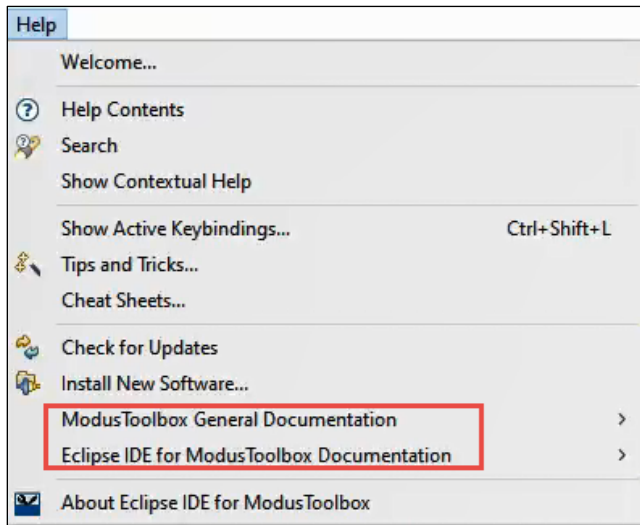 Help
Welcome...
Help Contents
Search
Show Contextual Help
Show Active Keybindings... Ctrl+Shift+L
Tips and Tricks...
Cheat Sheets...
Check for Updates
Install New Software...
ModusToolbox General Documentation
Eclipse IDE for ModusToolbox Documentation
About Eclipse IDE for ModusToolbox